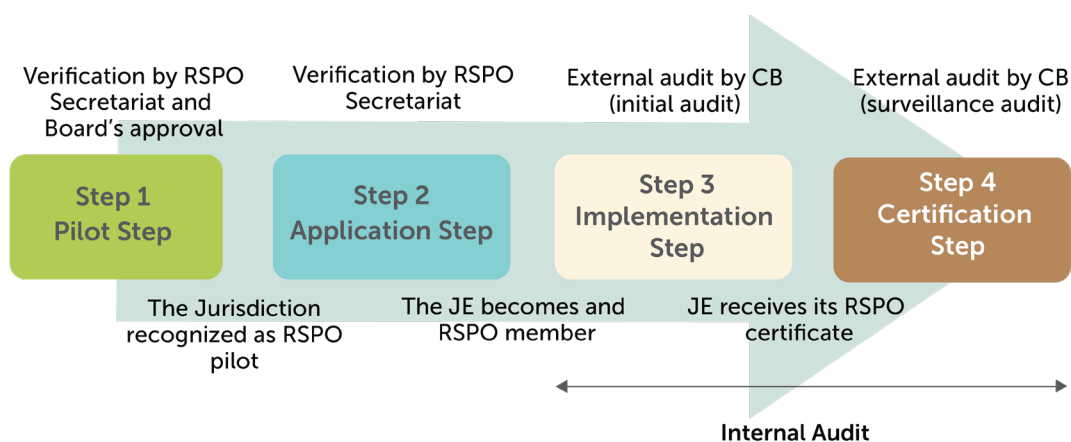 Verification by RSPO
Secretariat and
Board's approval
Verification by RSPO
Secretariat
External audit by CB
(initial audit)
External audit by CB
(surveillance audit)
Step 1
Pilot Step
Step 2
Application Step
Step 3
Implementation
Step
Step 4
Certification
Step
The Jurisdiction
recognized as RSPO
pilot
The JE becomes and
RSPO member
JE receives its RSPO
certificate
Internal Audit